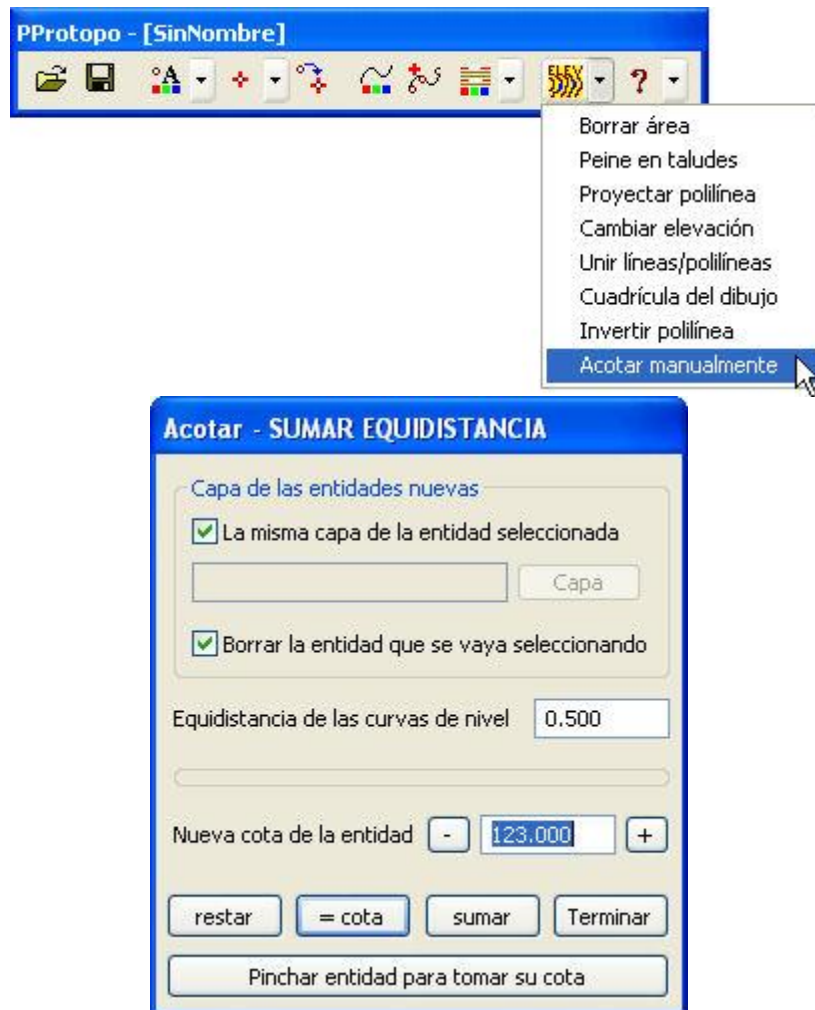 PProtopo - [SinNombre]
A
?
Borrar área
Peine en taludes
Proyectar polilínea
Cambiar elevación
Unir líneas/polilíneas
Cuadrícula del dibujo
Invertir polilínea
Acotar manualmente
Acotar - SUMAR EQUIDISTANCIA
Capa de las entidades nuevas
La misma capa de la entidad seleccionada
Capa
Borrar la entidad que se vaya seleccionando
Equidistancia de las curvas de nivel 0.500
Nueva cota de la entidad - 123.000 +
restar = cota sumar Terminar
Pinchar entidad para tomar su cota